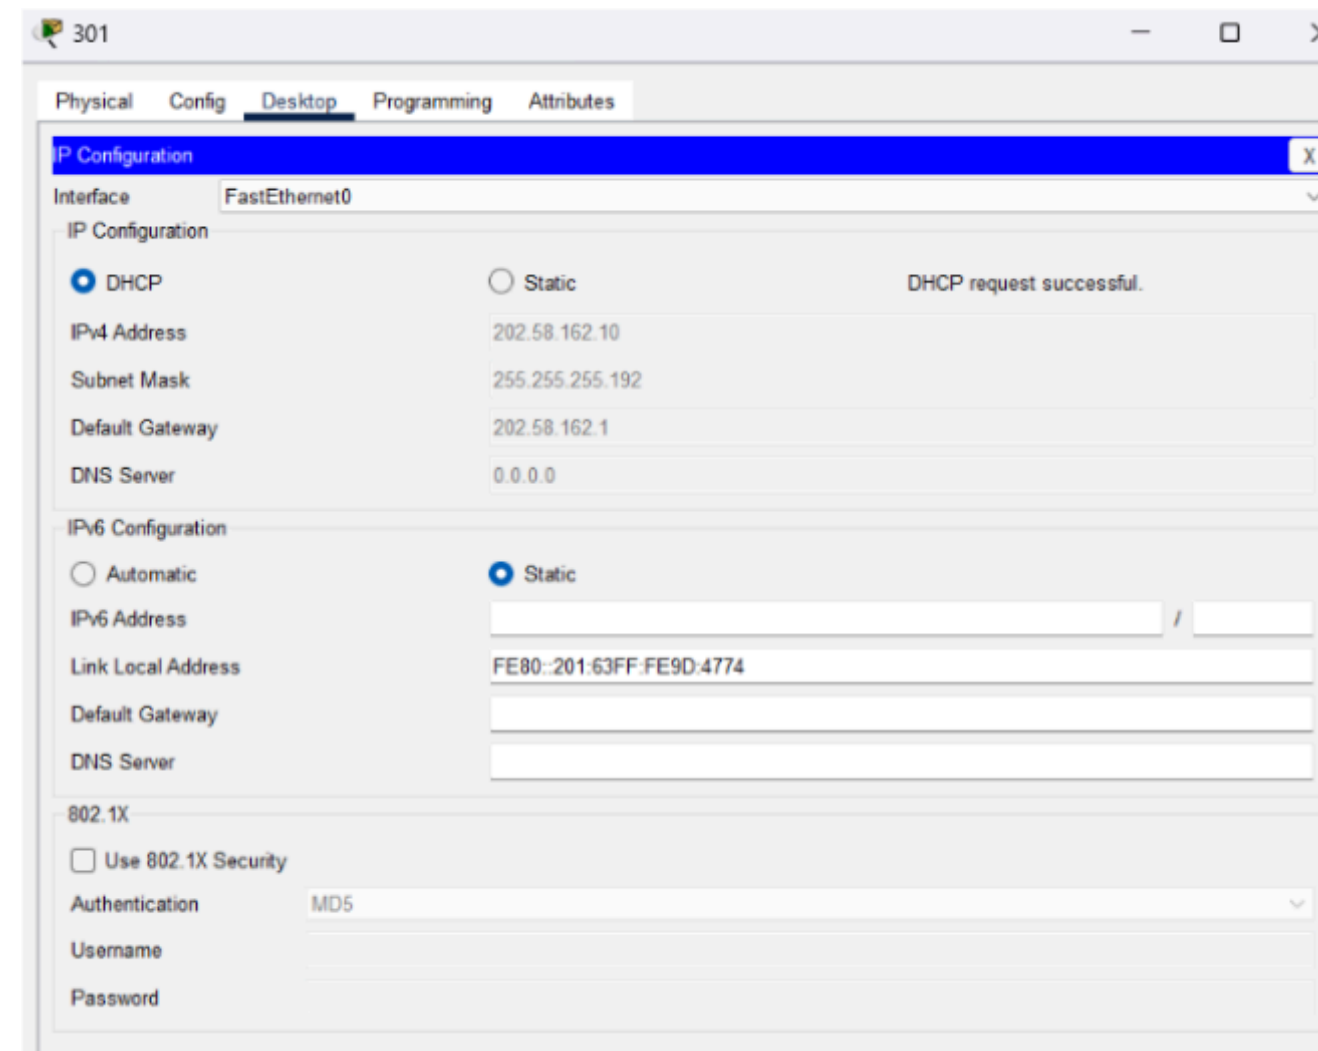 301
Physical Config Desktop Programming Attributes
IP Configuration X
Interface FastEthernet0
IP Configuration
DHCP Static DHCP request successful.
IPv4 Address 202.58.162.10
Subnet Mask 255.255.255.192
Default Gateway 202.58.162.1
DNS Server 0.0.0.0
IPv6 Configuration
Automatic Static
IPv6 Address /
Link Local Address FE80::201:63FF:FE9D:4774
Default Gateway
DNS Server
802.1X
Use 802.1X Security
Authentication MD5
Username
Password